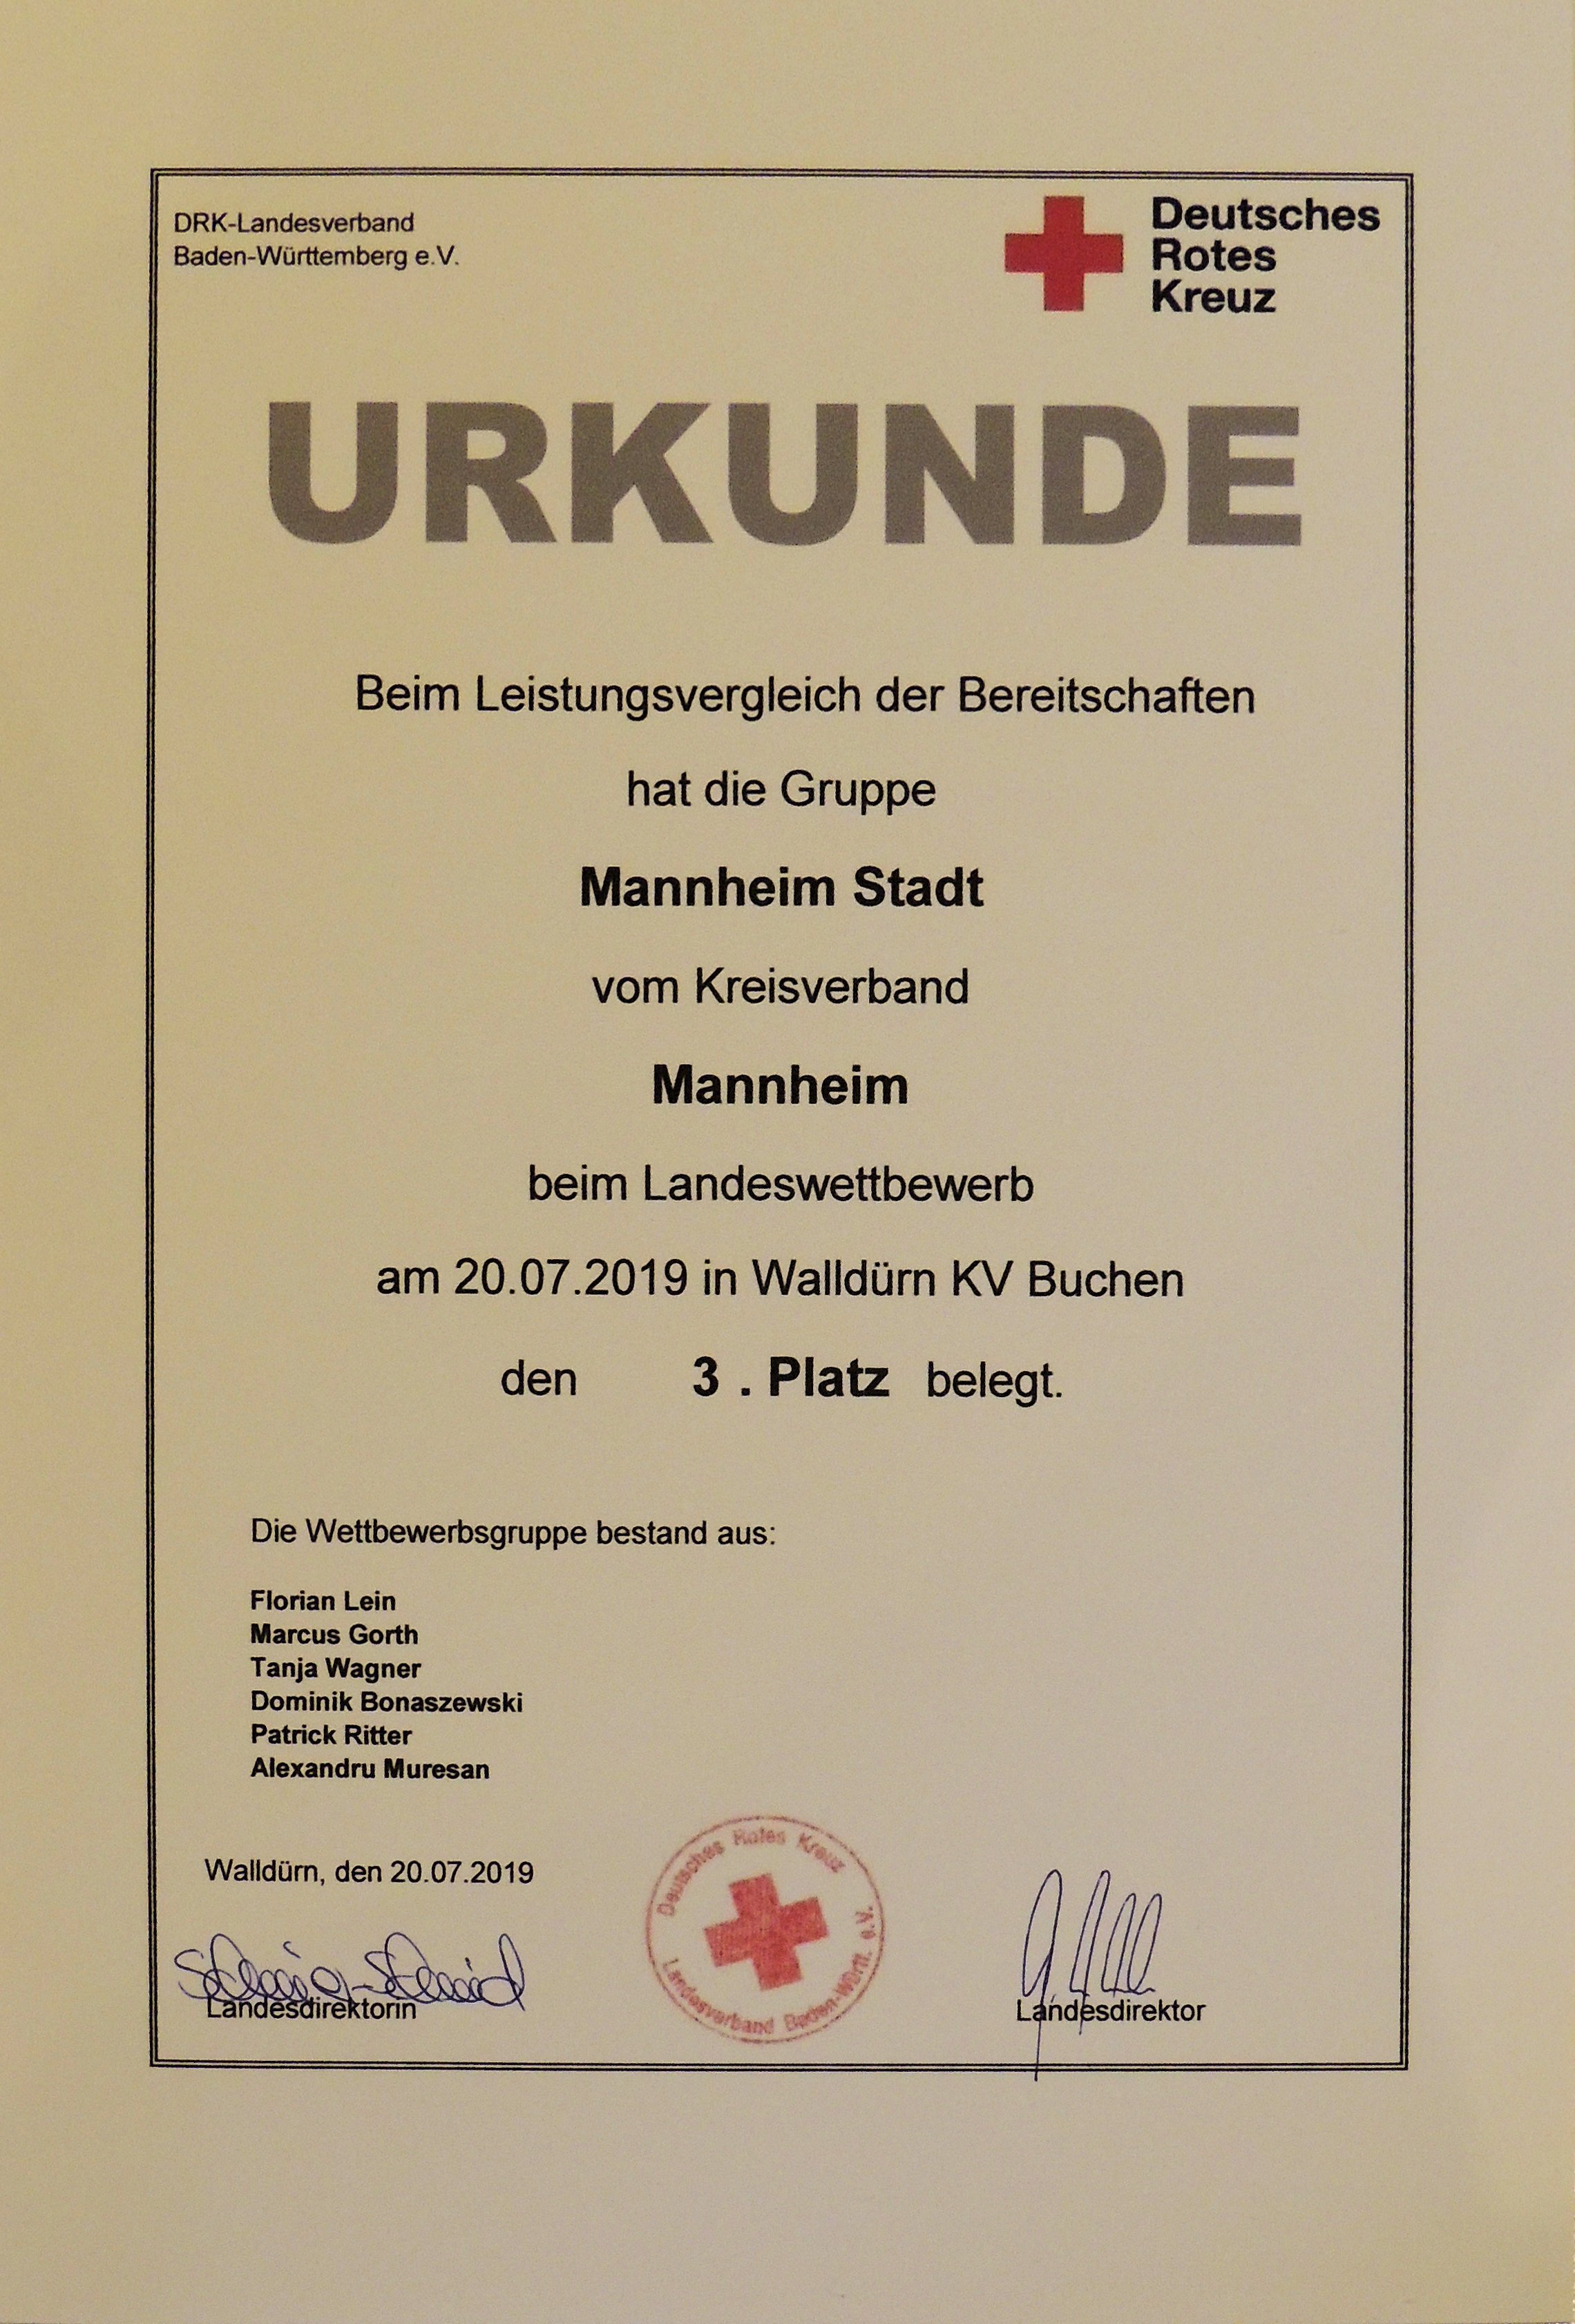 DRK-Landesverband
Baden-Württemberg e.V.
Deutsches
Rotes
Kreuz
URKUNDE
Beim Leistungsvergleich der Bereitschaften
hat die Gruppe
Mannheim Stadt
vom Kreisverband
Mannheim
beim Landeswettbewerb
am 20.07.2019 in Walldürn KV Buchen
den 3 . Platz belegt.
Die Wettbewerbsgruppe bestand aus:
Florian Lein
Marcus Gorth
Tanja Wagner
Dominik Bonaszewski
Patrick Ritter
Alexandru Muresan
Walldürn, den 20.07.2019
Deutsches Rotes Kreuz
Landesverband Baden-Württ. e.V.
Landesdirektorin
Landesdirektor